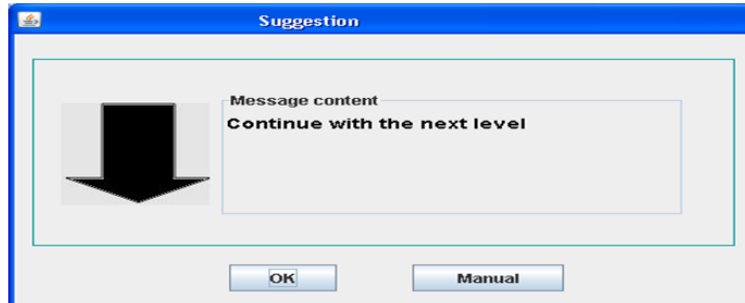 Suggestion
Message content
Continue with the next level
OK
Manual